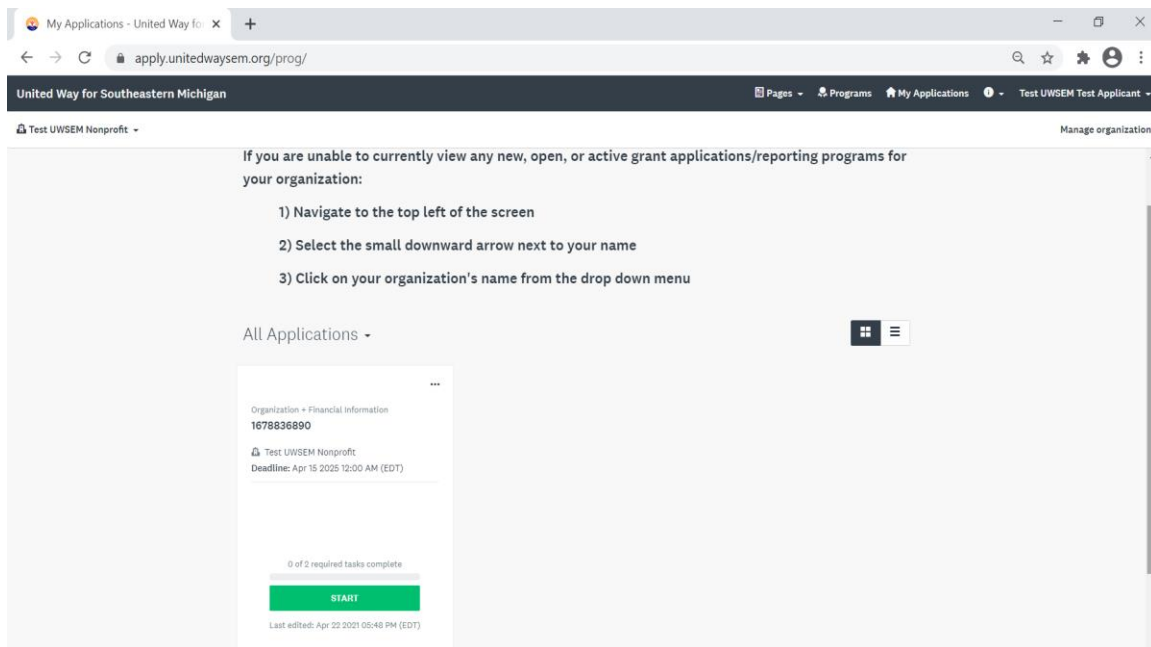 My Applications - United Way fo
apply.unitedwaysem.org/prog/
United Way for Southeastern Michigan
Pages
Programs
My Applications
Test UWSEM Test Applicant
Test UWSEM Nonprofit
Manage organization
If you are unable to currently view any new, open, or active grant applications/reporting programs for
your organization:
1) Navigate to the top left of the screen
2) Select the small downward arrow next to your name
3) Click on your organization's name from the drop down menu
All Applications
...
Organization + Financial Information
1678836890
Test UWSEM Nonprofit
Deadline: Apr 15 2025 12:00 AM (EDT)
0 of 2 required tasks complete
START
Last edited: Apr 22 2021 05:48 PM (EDT)